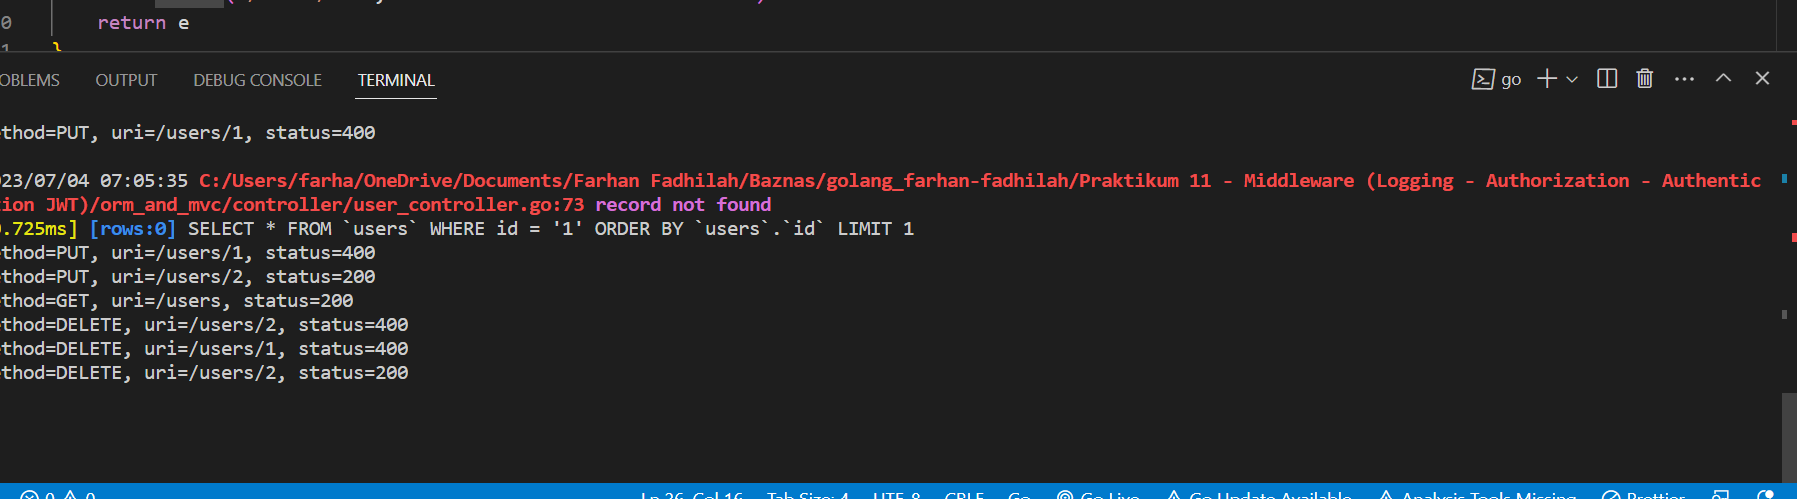 return e
}
OBLEMS OUTPUT DEBUG CONSOLE TERMINAL go
thod=PUT, uri=/users/1, status=400
23/07/04 07:05:35 C:/Users/farha/OneDrive/Documents/Farhan Fadhilah/Baznas/golang_farhan-fadhilah/Praktikum 11 - Middleware (Logging - Authorization - Authentic
ion JWT)/orm_and_mvc/controller/user_controller.go:73 record not found
.725ms] [rows:0] SELECT * FROM `users` WHERE id = '1' ORDER BY `users`.`id` LIMIT 1
thod=PUT, uri=/users/1, status=400
thod=PUT, uri=/users/2, status=200
thod=GET, uri=/users, status=200
thod=DELETE, uri=/users/2, status=400
thod=DELETE, uri=/users/1, status=400
thod=DELETE, uri=/users/2, status=200
0 0 Ln 26, Col 16 Tab Size: 4 UTF-8 CRLF Go Go Live Go Update Available Analysis Tools Missing Prettier